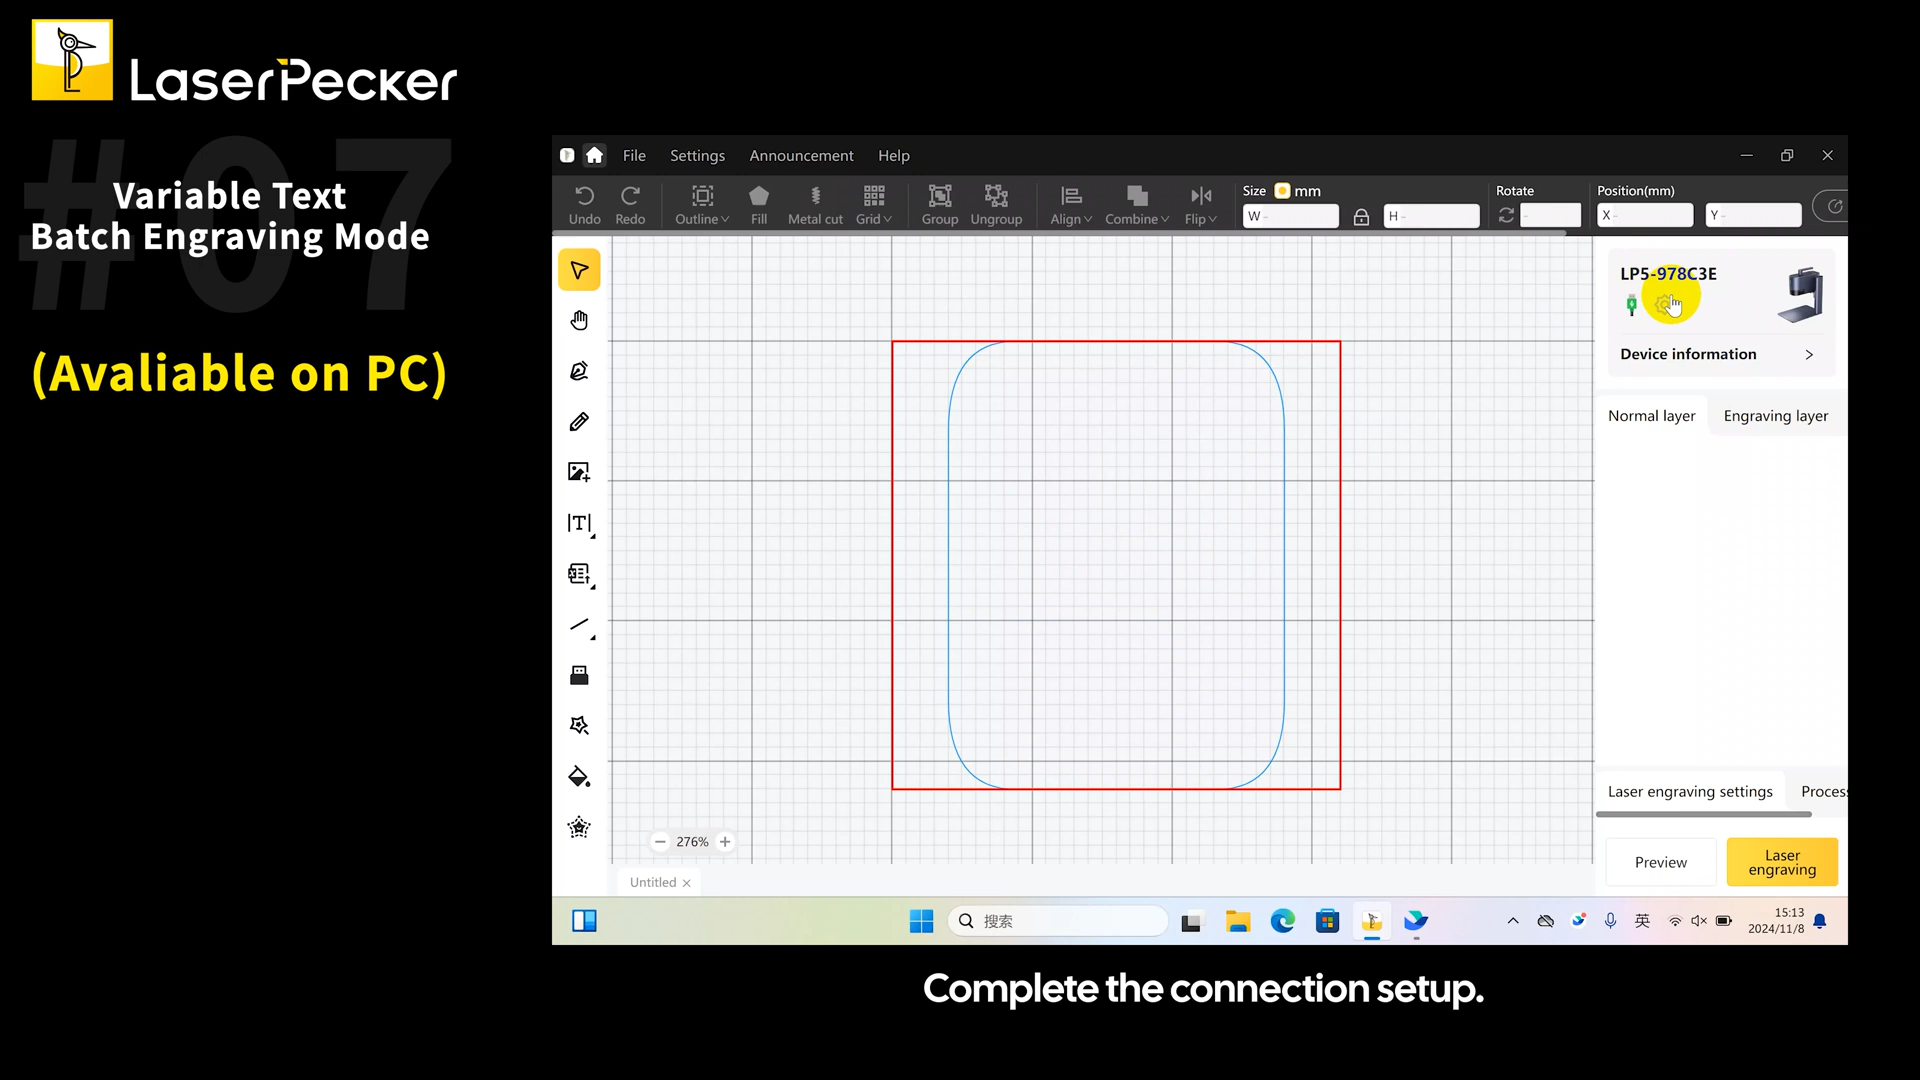 LaserPecker
#07
Variable Text
Batch Engraving Mode
(Avaliable on PC)
File Settings Announcement Help
Undo Redo Outline Fill Metal cut Grid Group Ungroup Align Combine Flip
Size mm
W - H -
Rotate
-
Position(mm)
X - Y -
LP5-978C3E
Device information >
Normal layer Engraving layer
Laser engraving settings Proces
Preview
Laser
engraving
276%
Untitled
搜索
英
15:13
2024/11/8
Complete the connection setup.